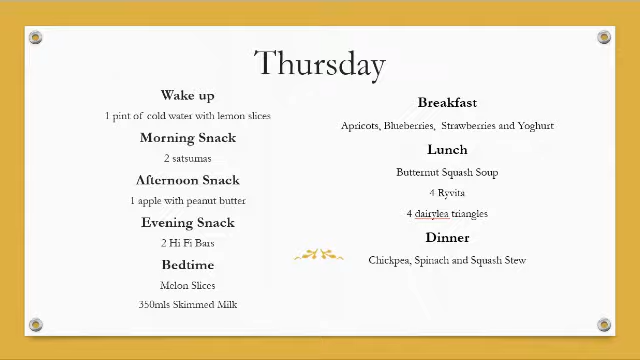 Thursday
Wake up
1 pint of cold water with lemon slices
Morning Snack
2 satsumas
Afternoon Snack
1 apple with peanut butter
Evening Snack
2 Hi Fi Bars
Bedtime
Melon Slices
350mls Skimmed Milk
Breakfast
Apricots, Blueberries, Strawberries and Yoghurt
Lunch
Butternut Squash Soup
4 Ryvita
4 dairylea triangles
Dinner
Chickpea, Spinach and Squash Stew